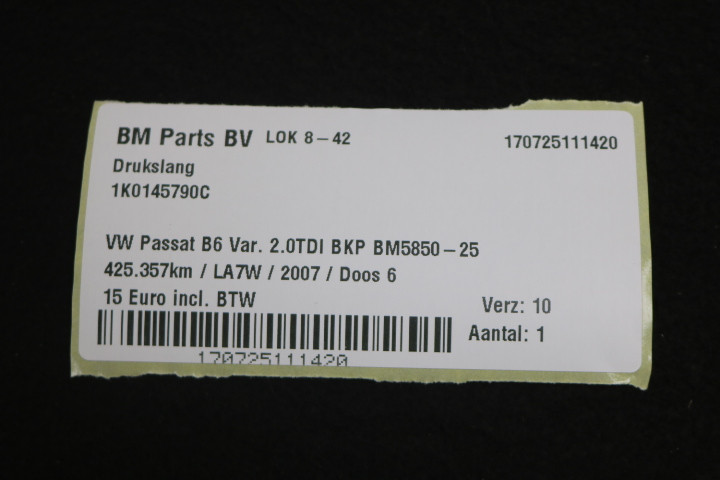 BM Parts BV LOK 8-42 170725111420
Drukslang
1K0145790C
VW Passat B6 Var. 2.0TDI BKP BM5850-25
425.357km / LA7W / 2007 / Doos 6
15 Euro incl. BTW
Verz: 10
Aantal: 1
170725111420